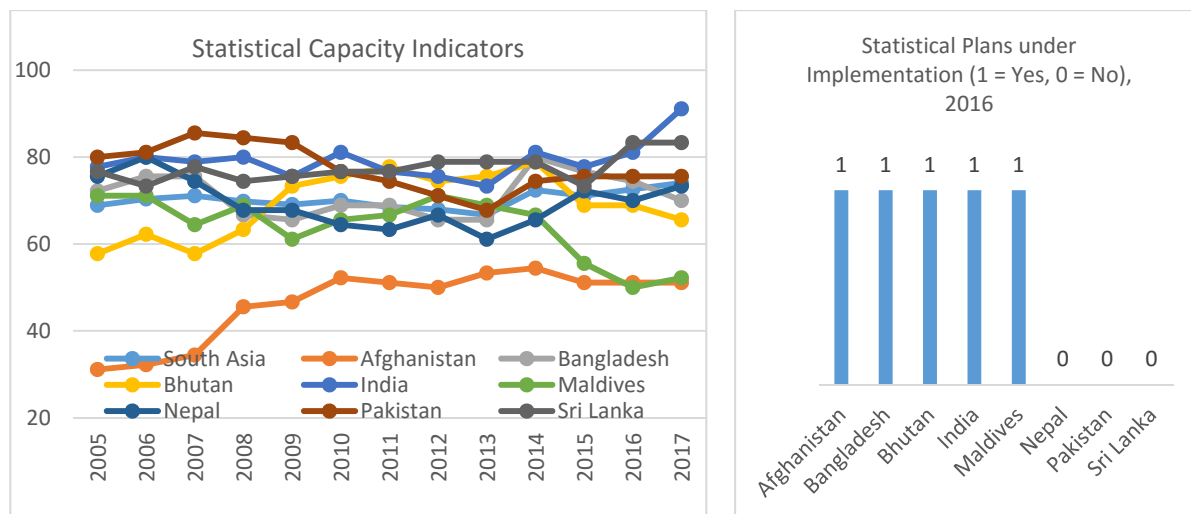 Statistical Capacity Indicators
100
80
60
40
20
South Asia Afghanistan Bangladesh
Bhutan India Maldives
Nepal Pakistan Sri Lanka
2005 2006 2007 2008 2009 2010 2011 2012 2013 2014 2015 2016 2017
Statistical Plans under
Implementation (1 = Yes, 0 = No),
2016
1 1 1 1 1 0 0 0
Afghanistan Bangladesh Bhutan India Maldives Nepal Pakistan Sri Lanka